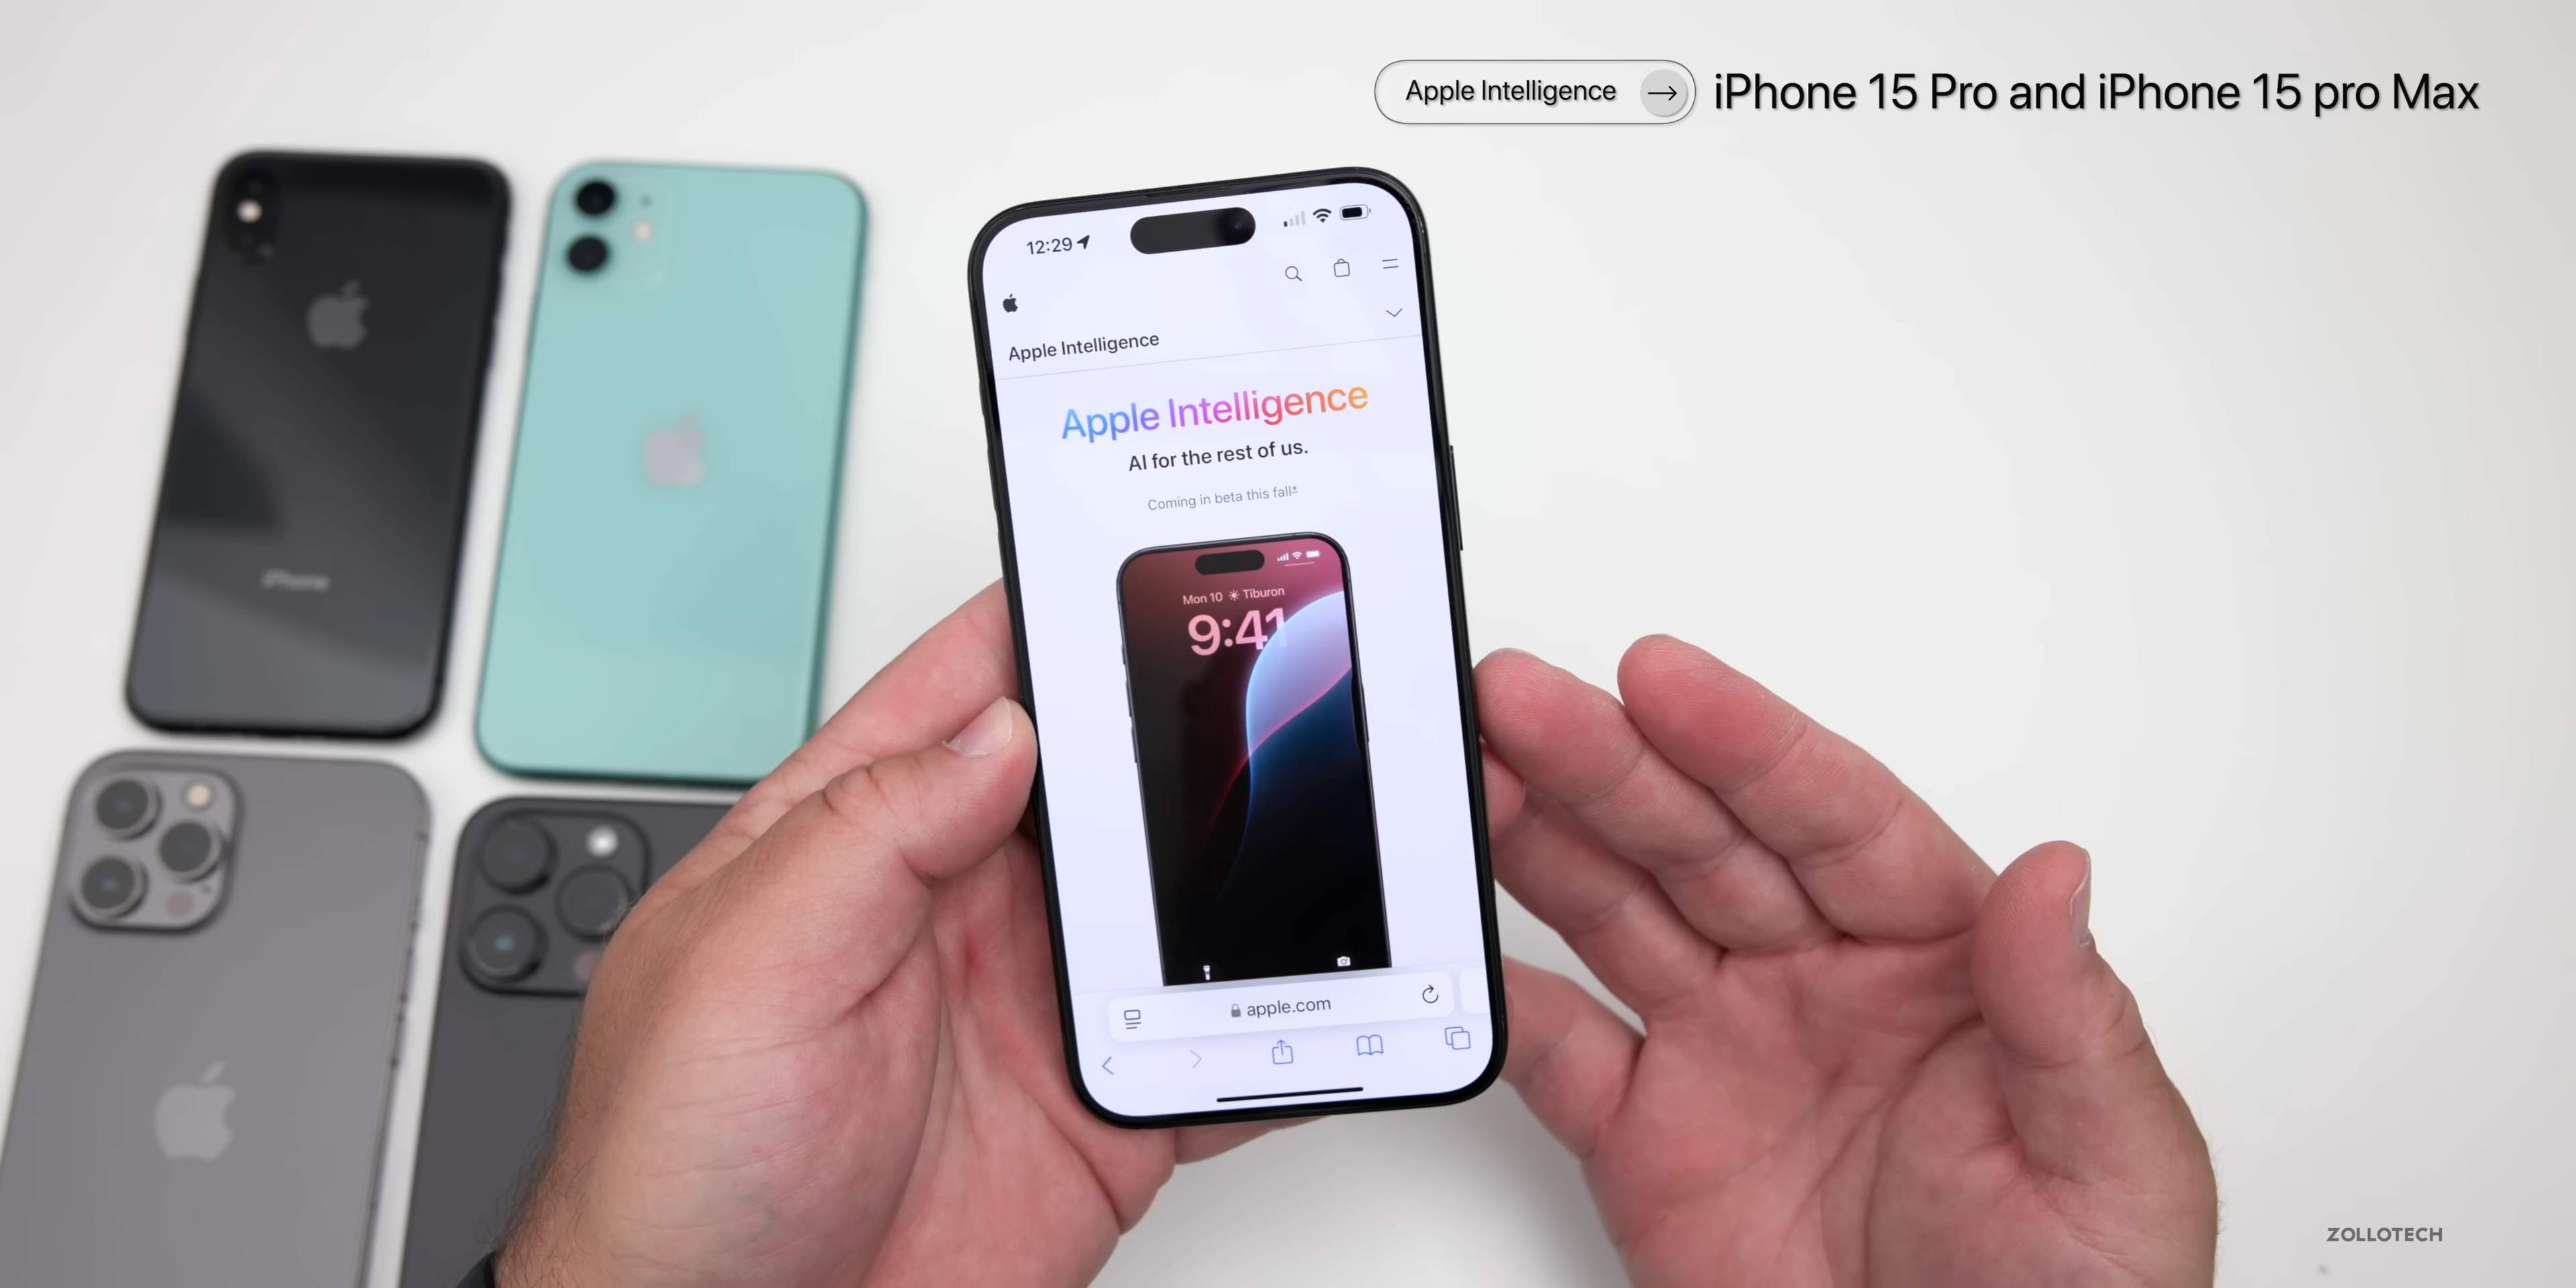 Apple Intelligence → iPhone 15 Pro and iPhone 15 pro Max
12:29
Apple Intelligence
Apple Intelligence
AI for the rest of us.
Coming in beta this fall*
Mon 10 Tiburon
9:41
apple.com
iPhone
ZOLLOTECH